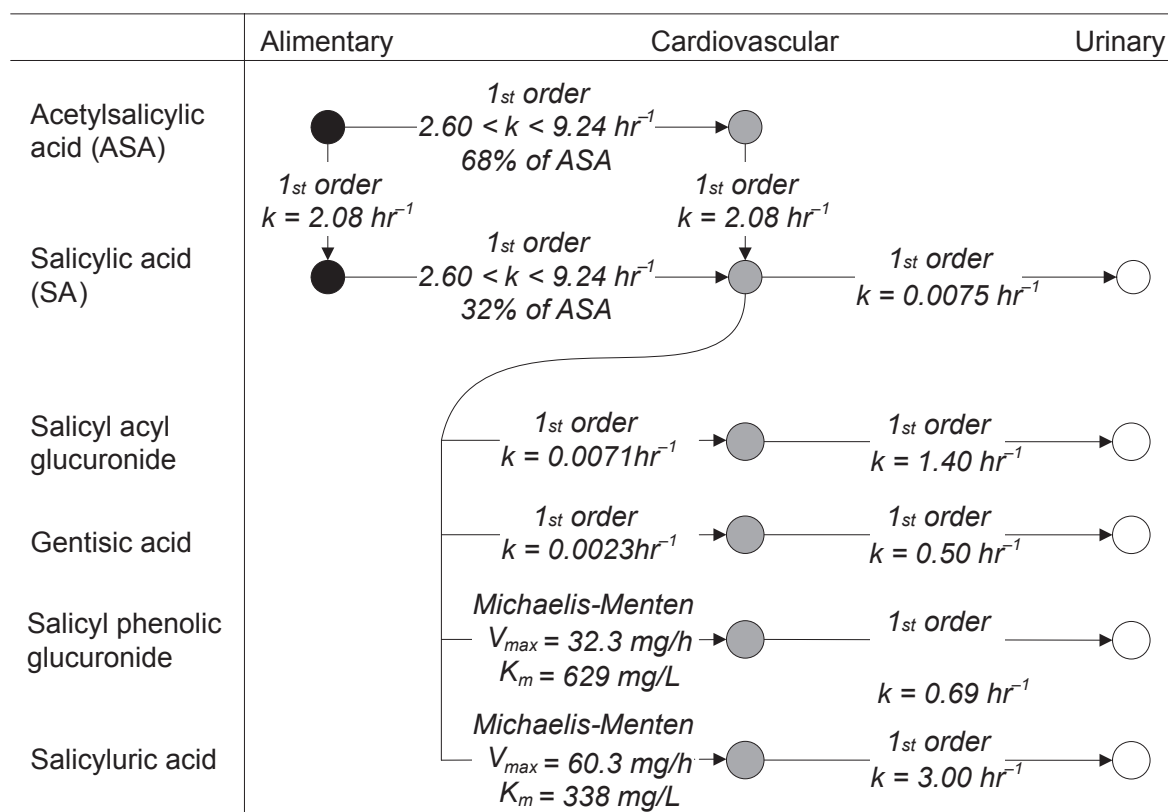 Alimentary Cardiovascular Urinary
Acetylsalicylic
acid (ASA)
1st order
2.60 < k < 9.24 hr⁻¹
68% of ASA
1st order
k = 2.08 hr⁻¹
1st order
k = 2.08 hr⁻¹
Salicylic acid
(SA)
1st order
2.60 < k < 9.24 hr⁻¹
32% of ASA
1st order
k = 0.0075 hr⁻¹
Salicyl acyl
glucuronide
1st order
k = 0.0071hr⁻¹
1st order
k = 1.40 hr⁻¹
Gentisic acid
1st order
k = 0.0023hr⁻¹
1st order
k = 0.50 hr⁻¹
Salicyl phenolic
glucuronide
Michaelis-Menten
Vmax = 32.3 mg/h
Km = 629 mg/L
1st order
k = 0.69 hr⁻¹
Salicyluric acid
Michaelis-Menten
Vmax = 60.3 mg/h
Km = 338 mg/L
1st order
k = 3.00 hr⁻¹